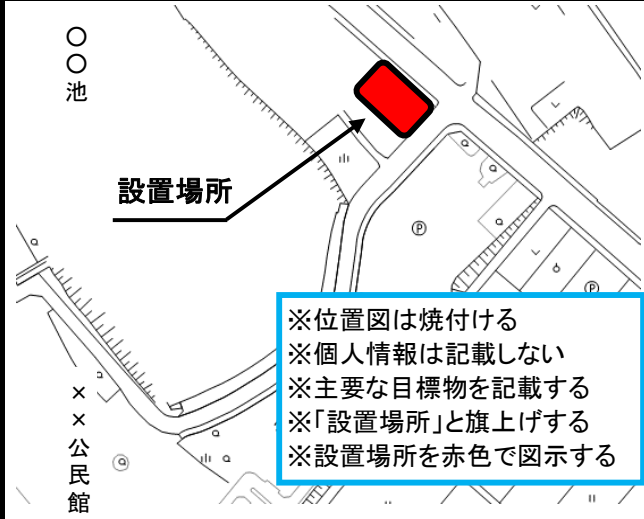 〇〇池
設置場所
Ⓟ
Ⓟ
※位置図は焼付ける
※個人情報は記載しない
※主要な目標物を記載する
※「設置場所」と旗上げする
※設置場所を赤色で図示する
××公民館